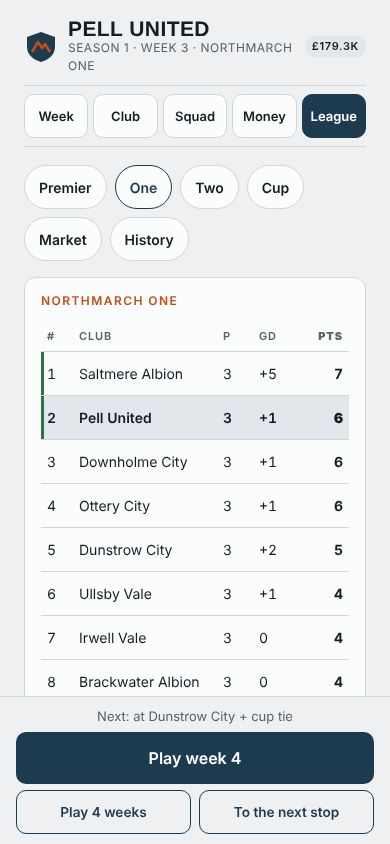 PELL UNITED
SEASON 1 · WEEK 3 · NORTHMARCH
ONE
£179.3K
Week Club Squad Money League
Premier One Two Cup
Market History
NORTHMARCH ONE
# CLUB P GD PTS
1 Saltmere Albion 3 +5 7
2 Pell United 3 +1 6
3 Downholme City 3 +1 6
4 Ottery City 3 +1 6
5 Dunstrow City 3 +2 5
6 Ullsby Vale 3 +1 4
7 Irwell Vale 3 0 4
8 Brackwater Albion 3 0 4
Next: at Dunstrow City + cup tie
Play week 4
Play 4 weeks To the next stop